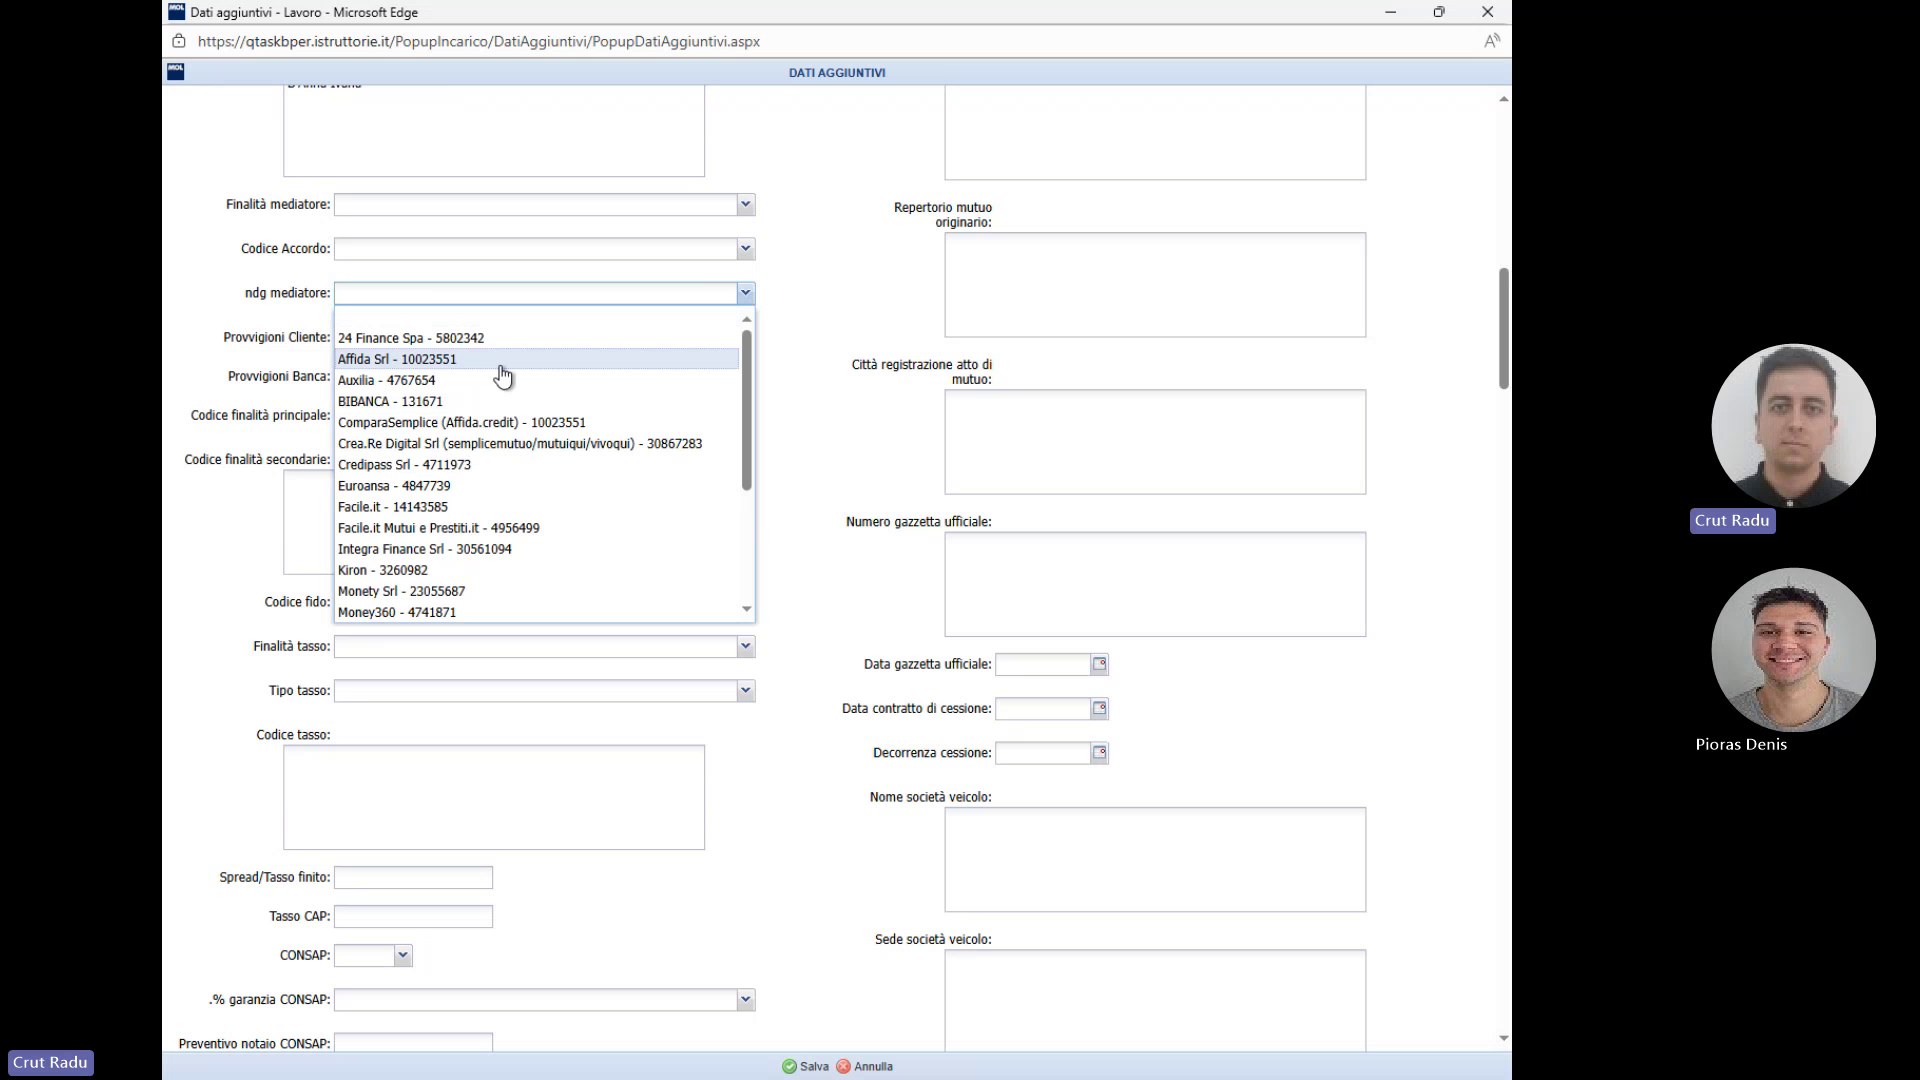 MOL Dati aggiuntivi - Lavoro - Microsoft Edge
https://qtaskbper.istruttorie.it/PopupIncarico/DatiAggiuntivi/PopupDatiAggiuntivi.aspx
MOL DATI AGGIUNTIVI
Finalità mediatore:
Codice Accordo:
ndg mediatore:
Provvigioni Cliente:
Provvigioni Banca:
Codice finalità principale:
Codice finalità secondarie:
24 Finance Spa - 5802342
Affida Srl - 10023551
Auxilia - 4767654
BIBANCA - 131671
ComparaSemplice (Affida.credit) - 10023551
Crea.Re Digital Srl (semplicemutuo/mutuiqui/vivoqui) - 30867283
Credipass Srl - 4711973
Euroansa - 4847739
Facile.it - 14143585
Facile.it Mutui e Prestiti.it - 4956499
Integra Finance Srl - 30561094
Kiron - 3260982
Monety Srl - 23055687
Money360 - 4741871
Codice fido:
Finalità tasso:
Tipo tasso:
Codice tasso:
Spread/Tasso finito:
Tasso CAP:
CONSAP:
.% garanzia CONSAP:
Preventivo notaio CONSAP:
Repertorio mutuo
originario:
Città registrazione atto di
mutuo:
Numero gazzetta ufficiale:
Data gazzetta ufficiale:
Data contratto di cessione:
Decorrenza cessione:
Nome società veicolo:
Sede società veicolo:
Salva Annulla
Crut Radu
Pioras Denis
Crut Radu